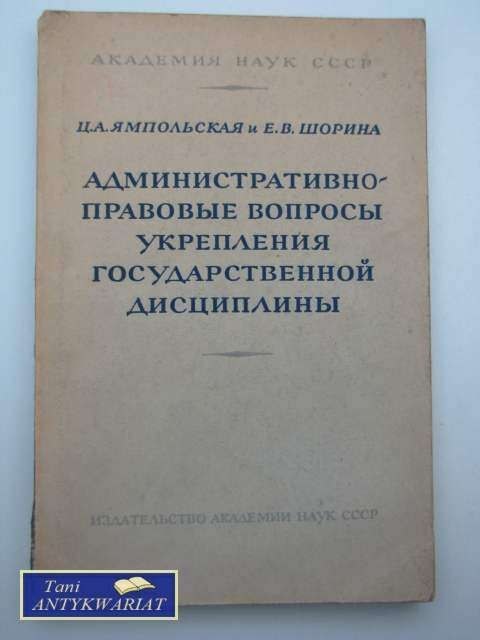 АКАДЕМИЯ НАУК СССР
Ц.А.ЯМПОЛЬСКАЯ и Е.В.ШОРИНА
АДМИНИСТРАТИВНО-
ПРАВОВЫЕ ВОПРОСЫ
УКРЕПЛЕНИЯ
ГОСУДАРСТВЕННОЙ
ДИСЦИПЛИНЫ
ИЗДАТЕЛЬСТВО АКАДЕМИИ НАУК СССР
Tani
ANTYKWARIAT